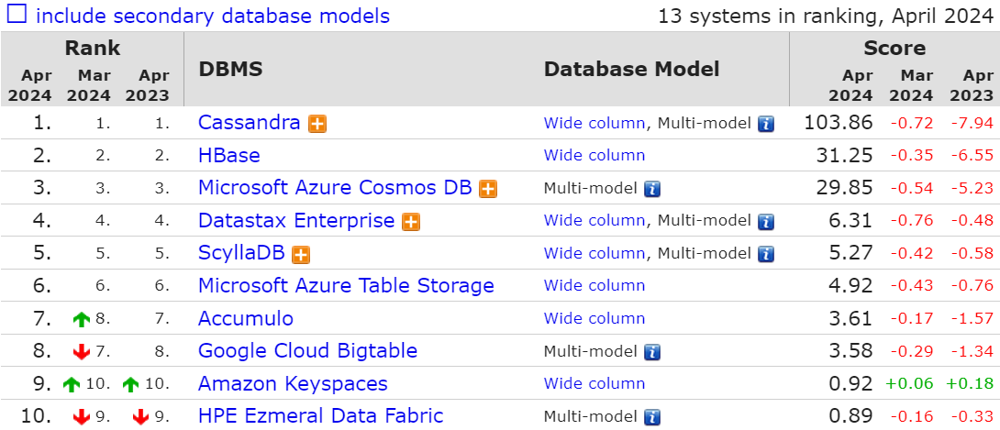 include secondary database models 13 systems in ranking, April 2024
Rank DBMS Database Model Score
Apr 2024 Mar 2024 Apr 2023 Apr 2024 Mar 2024 Apr 2023
1. 1. 1. Cassandra Wide column, Multi-model 103.86 -0.72 -7.94
2. 2. 2. HBase Wide column 31.25 -0.35 -6.55
3. 3. 3. Microsoft Azure Cosmos DB Multi-model 29.85 -0.54 -5.23
4. 4. 4. Datastax Enterprise Wide column, Multi-model 6.31 -0.76 -0.48
5. 5. 5. ScyllaDB Wide column, Multi-model 5.27 -0.42 -0.58
6. 6. 6. Microsoft Azure Table Storage Wide column 4.92 -0.43 -0.76
7. 8. 7. Accumulo Wide column 3.61 -0.17 -1.57
8. 7. 8. Google Cloud Bigtable Multi-model 3.58 -0.29 -1.34
9. 10. 10. Amazon Keyspaces Wide column 0.92 +0.06 +0.18
10. 9. 9. HPE Ezmeral Data Fabric Multi-model 0.89 -0.16 -0.33